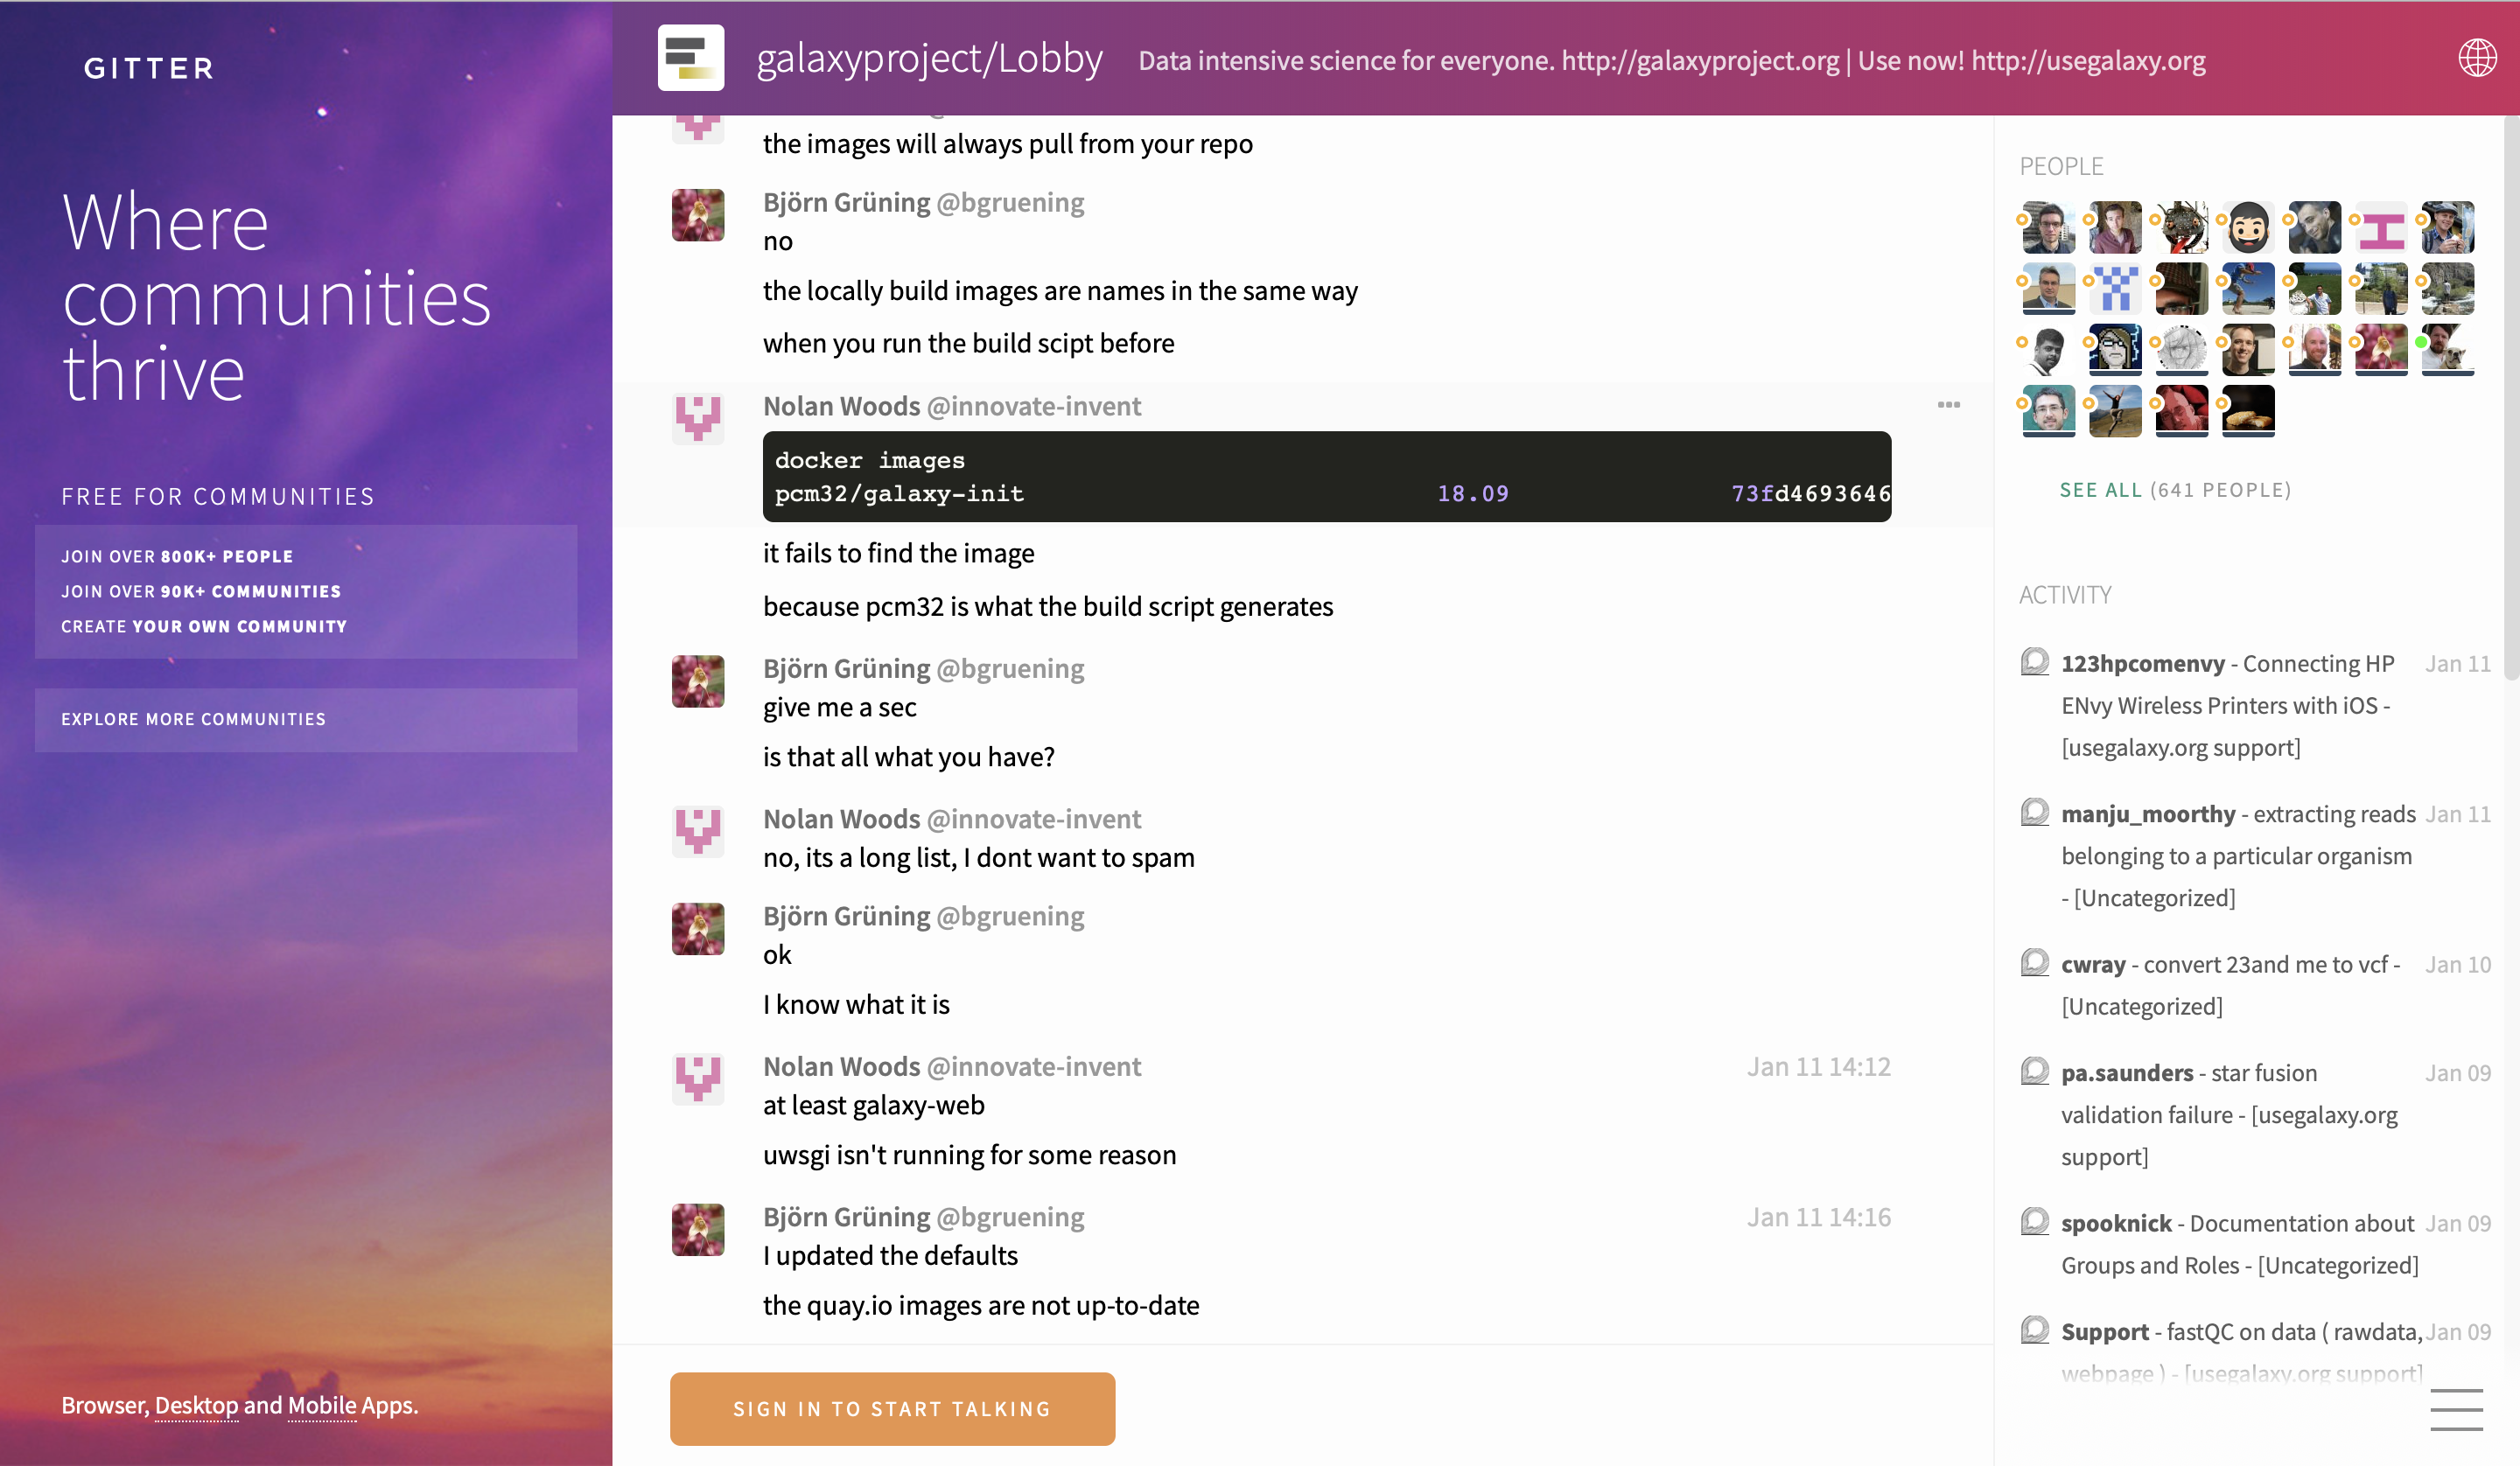 GITTER
Where
communities
thrive
FREE FOR COMMUNITIES
JOIN OVER 800K+ PEOPLE
JOIN OVER 90K+ COMMUNITIES
CREATE YOUR OWN COMMUNITY
EXPLORE MORE COMMUNITIES
Browser, Desktop and Mobile Apps.
galaxyproject/Lobby Data intensive science for everyone. http://galaxyproject.org | Use now! http://usegalaxy.org
the images will always pull from your repo
Björn Grüning @bgruening
no
the locally build images are names in the same way
when you run the build scipt before
Nolan Woods @innovate-invent
docker images
pcm32/galaxy-init 18.09 73fd4693646
it fails to find the image
because pcm32 is what the build script generates
Björn Grüning @bgruening
give me a sec
is that all what you have?
Nolan Woods @innovate-invent
no, its a long list, I dont want to spam
Björn Grüning @bgruening
ok
I know what it is
Nolan Woods @innovate-invent Jan 11 14:12
at least galaxy-web
uwsgi isn't running for some reason
Björn Grüning @bgruening Jan 11 14:16
I updated the defaults
the quay.io images are not up-to-date
SIGN IN TO START TALKING
PEOPLE
SEE ALL (641 PEOPLE)
ACTIVITY
123hpcomenvy - Connecting HP Jan 11
ENvy Wireless Printers with iOS -
[usegalaxy.org support]
manju_moorthy - extracting reads Jan 11
belonging to a particular organism
- [Uncategorized]
cwray - convert 23and me to vcf - Jan 10
[Uncategorized]
pa.saunders - star fusion Jan 09
validation failure - [usegalaxy.org
support]
spooknick - Documentation about Jan 09
Groups and Roles - [Uncategorized]
Support - fastQC on data ( rawdata, Jan 09
webpage ) - [usegalaxy.org support]